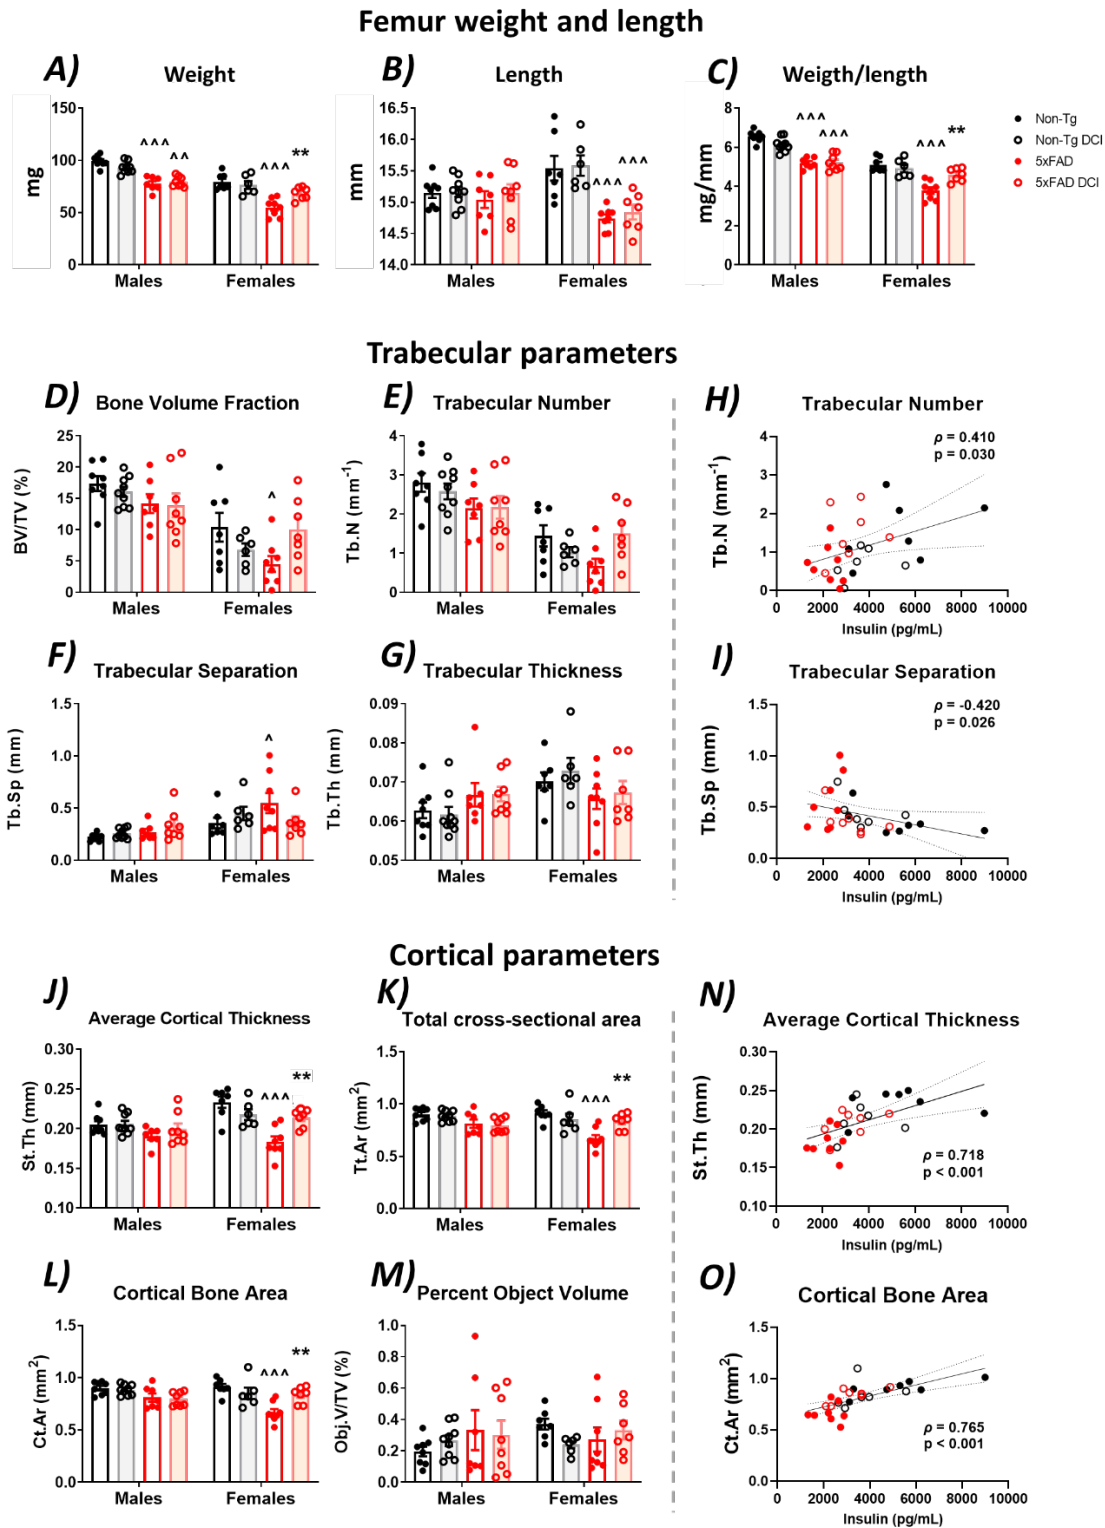 Femur weight and length
A)
Weight
B)
Length
C)
Weigth/length
mg
150
100
50
0
^^^
^^
^^^
**
Males
Females
mm
16.5
16.0
15.5
15.0
14.5
14.0
^^^
^^^
Males
Females
mg/mm
8
6
4
2
0
^^^
^^^
^^^
**
Males
Females
Non-Tg
Non-Tg DCI
5xFAD
5xFAD DCI
Trabecular parameters
D)
Bone Volume Fraction
BV/TV (%)
25
20
15
10
5
0
^
Males
Females
E)
Trabecular Number
Tb.N (mm⁻¹)
4
3
2
1
0
Males
Females
H)
Trabecular Number
ρ = 0.410
p = 0.030
Tb.N (mm⁻¹)
4
3
2
1
0
2000 4000 6000 8000 10000
Insulin (pg/mL)
F)
Trabecular Separation
Tb.Sp (mm)
1.5
1.0
0.5
0.0
^
Males
Females
G)
Trabecular Thickness
Tb.Th (mm)
0.09
0.08
0.07
0.06
0.05
Males
Females
I)
Trabecular Separation
ρ = -0.420
p = 0.026
Tb.Sp (mm)
1.5
1.0
0.5
0.0
0 2000 4000 6000 8000 10000
Insulin (pg/mL)
Cortical parameters
J)
Average Cortical Thickness
St.Th (mm)
0.30
0.25
0.20
0.15
0.10
^^^
**
Males
Females
K)
Total cross-sectional area
Tt.Ar (mm²)
1.5
1.0
0.5
0.0
^^^
**
Males
Females
N)
Average Cortical Thickness
St.Th (mm)
0.30
0.25
0.20
0.15
0.10
ρ = 0.718
p < 0.001
0 2000 4000 6000 8000 10000
Insulin (pg/mL)
L)
Cortical Bone Area
Ct.Ar (mm²)
1.5
1.0
0.5
0.0
^^^
**
Males
Females
M)
Percent Object Volume
Obj.V/TV (%)
1.0
0.8
0.6
0.4
0.2
0.0
Males
Females
O)
Cortical Bone Area
Ct.Ar (mm²)
1.5
1.0
0.5
0.0
ρ = 0.765
p < 0.001
0 2000 4000 6000 8000 10000
Insulin (pg/mL)